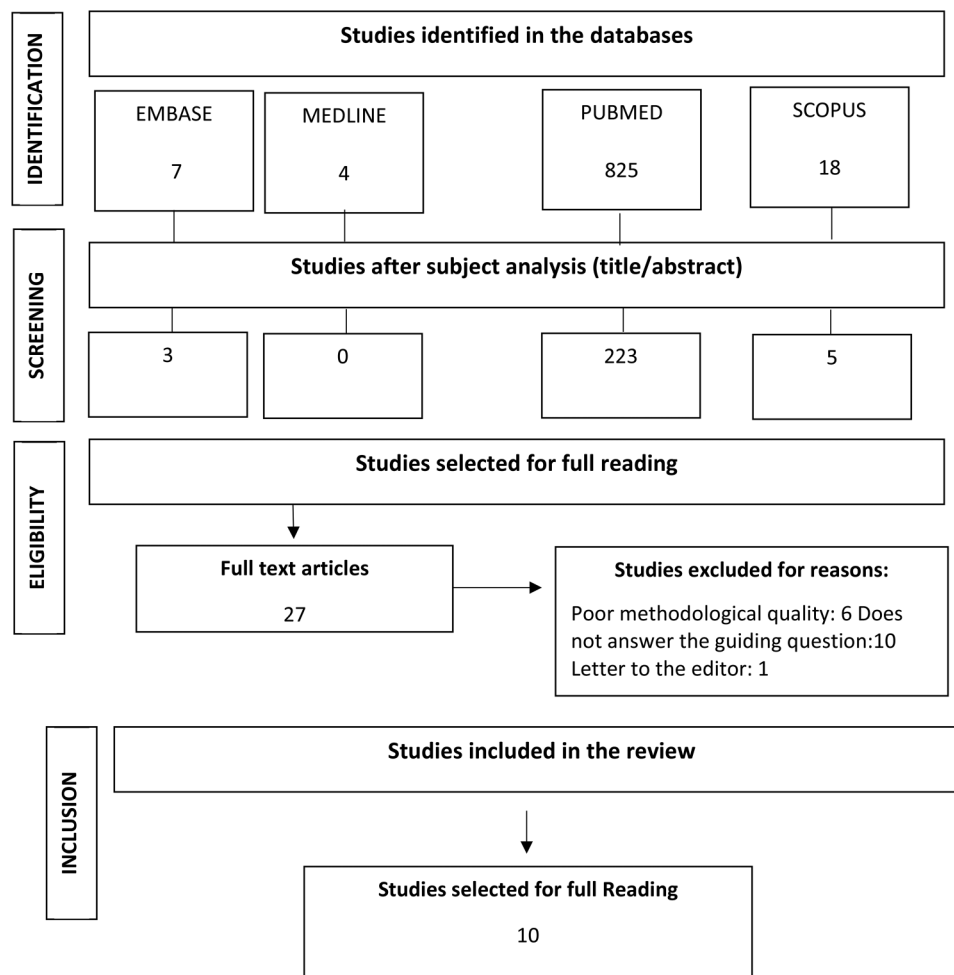 IDENTIFICATION
Studies identified in the databases
EMBASE
7
MEDLINE
4
PUBMED
825
SCOPUS
18
SCREENING
Studies after subject analysis (title/abstract)
3
0
223
5
ELIGIBILITY
Studies selected for full reading
Full text articles
27
Studies excluded for reasons:
Poor methodological quality: 6 Does
not answer the guiding question:10
Letter to the editor: 1
INCLUSION
Studies included in the review
Studies selected for full Reading
10